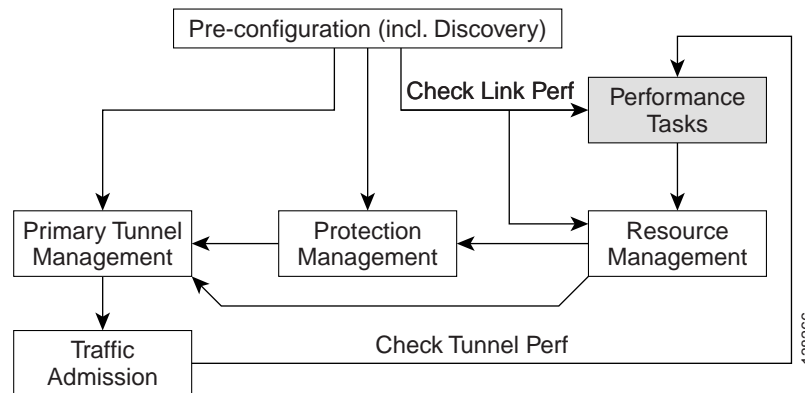 Pre-configuration (incl. Discovery)
Check Link Perf
Performance
Tasks
Primary Tunnel
Management
Protection
Management
Resource
Management
Traffic
Admission
Check Tunnel Perf